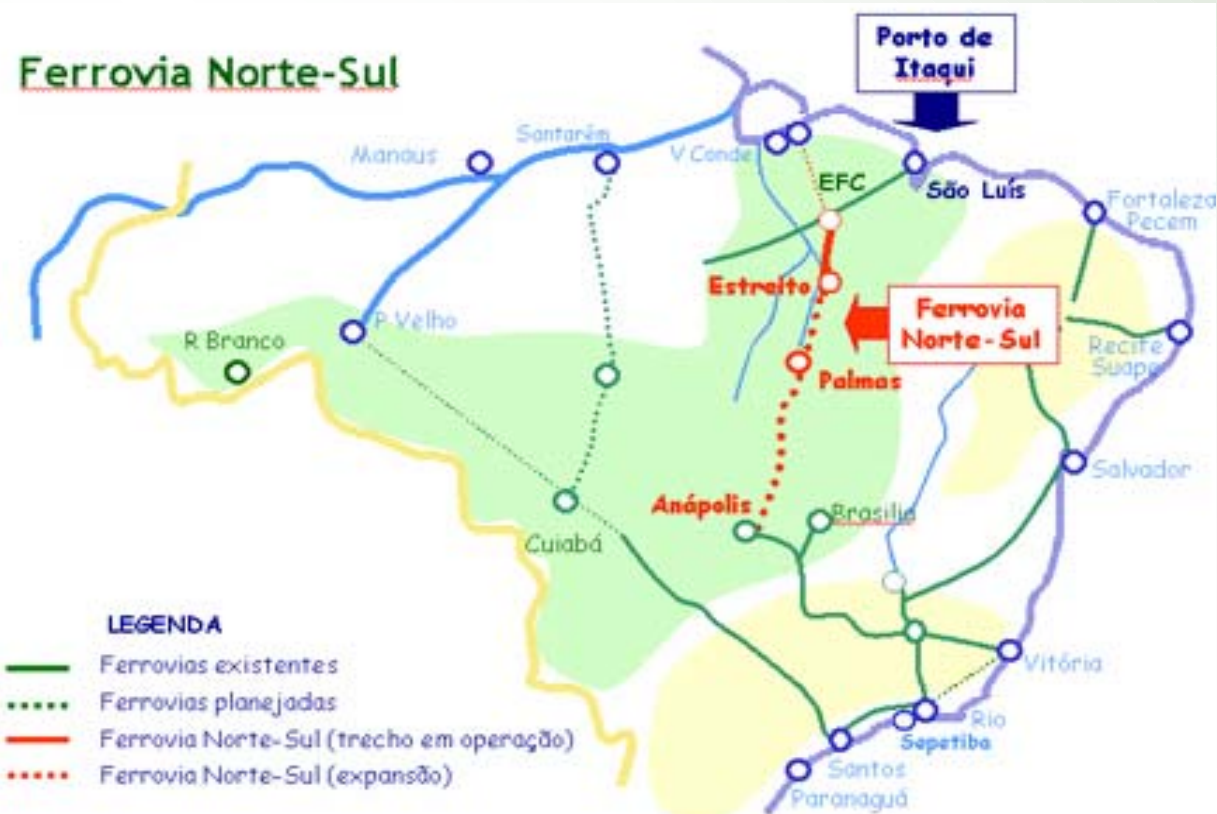 Ferrovia Norte-Sul
Porto de
Itaqui
Manaus
Santarém
V Conde
EFC
São Luís
Fortaleza
Pecem
Estreito
Ferrovia
Norte-Sul
P Velho
R Branco
Palmas
Recife
Suape
Salvador
Anápolis
Brasilia
Cuiabá
LEGENDA
Ferrovias existentes
Ferrovias planejadas
Ferrovia Norte-Sul (trecho em operação)
Ferrovia Norte-Sul (expansão)
Vitória
Rio
Sepetiba
Santos
Paranaguá